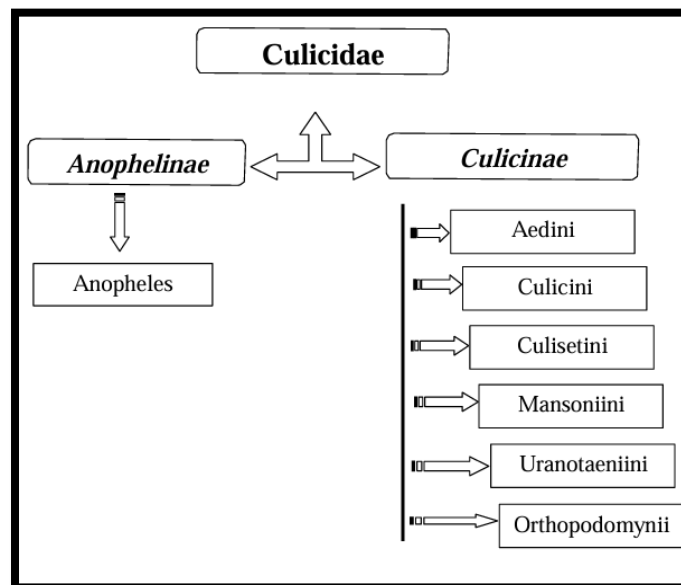 Culicidae
Anophelinae
Culicinae
Anopheles
Aedini
Culicini
Culisetini
Mansoniini
Uranotaeniini
Orthopodomynii